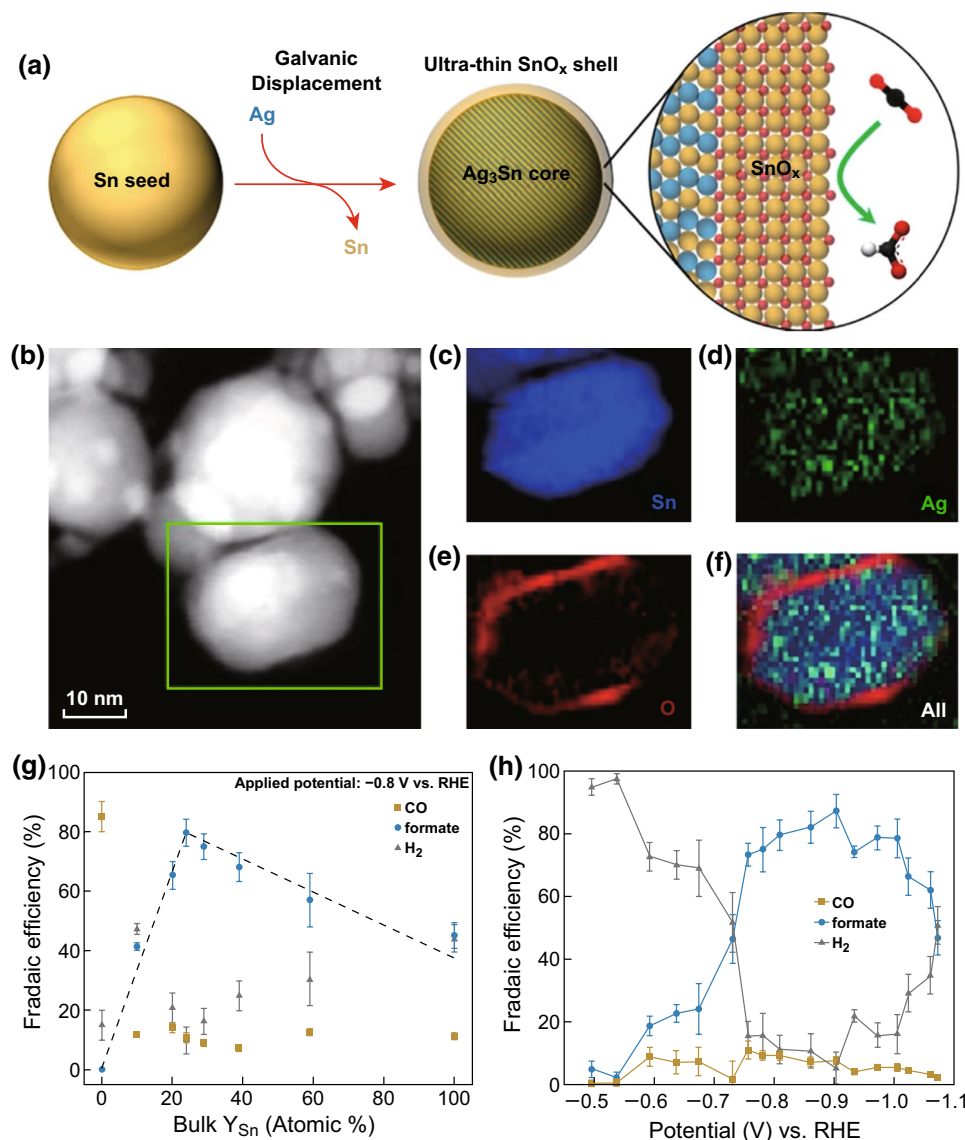 (a)
Galvanic
Displacement
Ag
Sn
Sn seed
Ultra-thin SnOx shell
Ag3Sn core
SnOx
(b)
10 nm
(c)
Sn
(d)
Ag
(e)
O
(f)
All
(g)
Applied potential: −0.8 V vs. RHE
CO
formate
H2
Fradaic efficiency (%)
100
80
60
40
20
0
0 20 40 60 80 100
Bulk YSn (Atomic %)
(h)
CO
formate
H2
Fradaic efficiency (%)
100
80
60
40
20
0
−0.5 −0.6 −0.7 −0.8 −0.9 −1.0 −1.1
Potential (V) vs. RHE